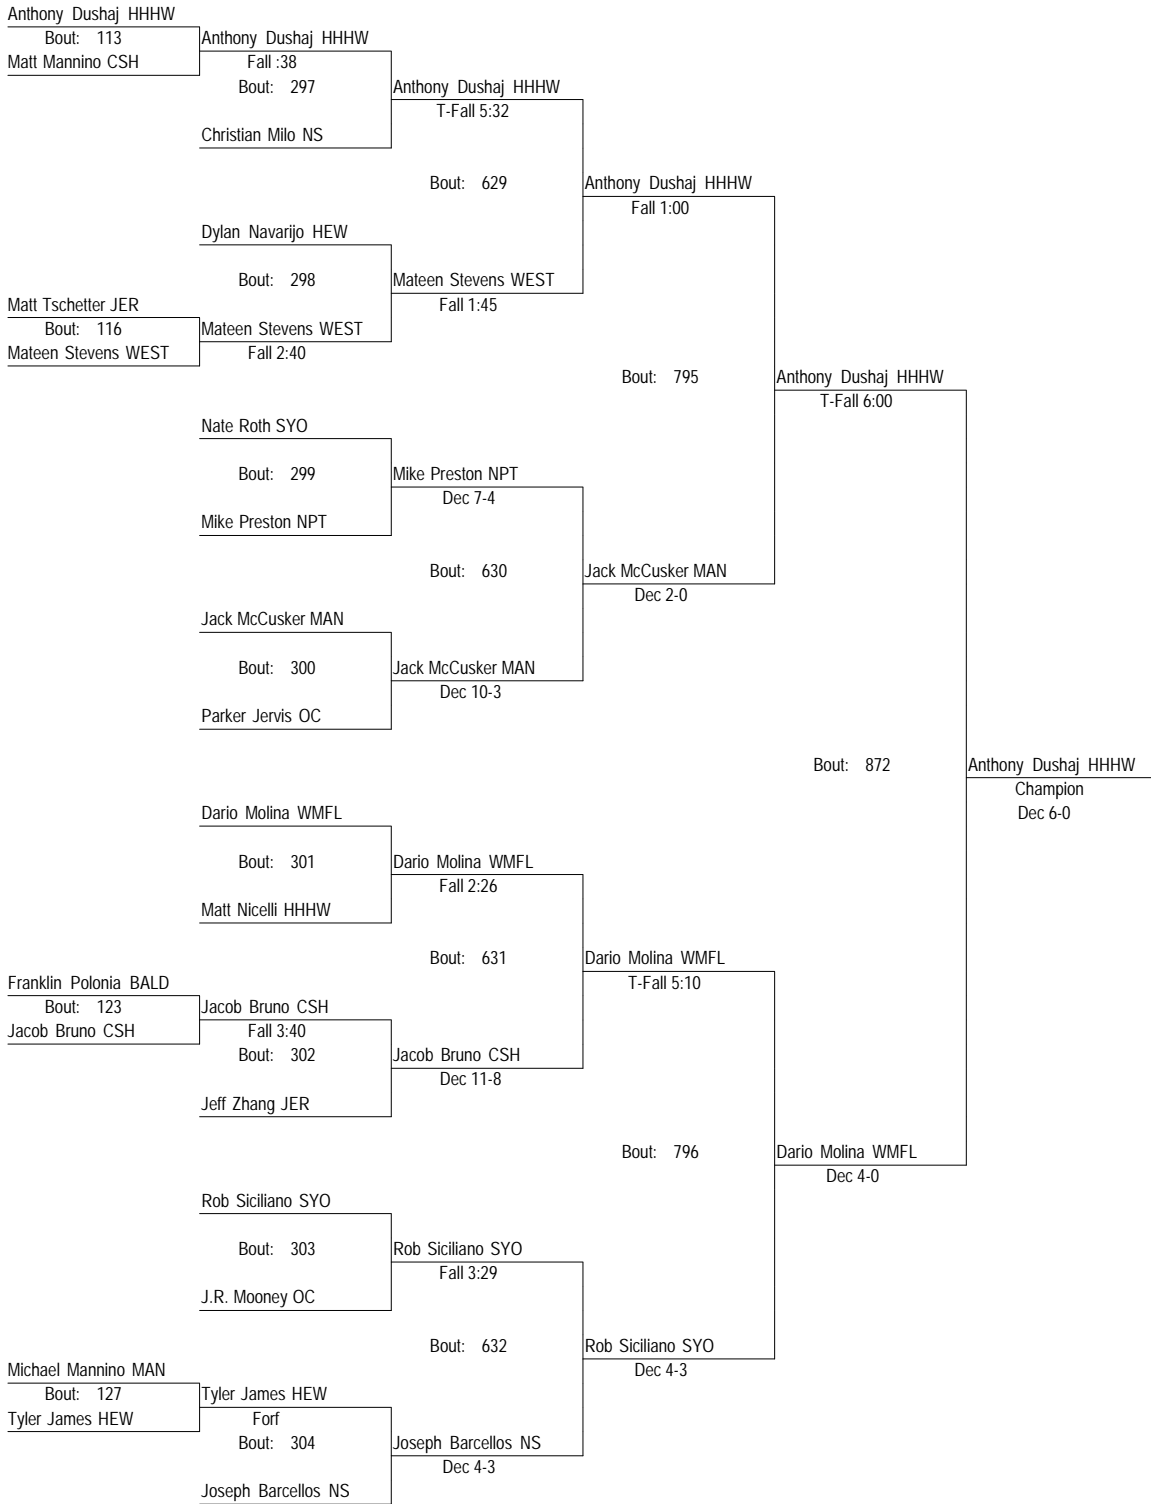 Anthony Dushaj HHHW
Bout: 113
Anthony Dushaj HHHW
Matt Mannino CSH
Fall :38
Bout: 297
Anthony Dushaj HHHW
T-Fall 5:32
Christian Milo NS
Bout: 629
Anthony Dushaj HHHW
Fall 1:00
Dylan Navarijo HEW
Bout: 298
Mateen Stevens WEST
Fall 1:45
Matt Tschetter JER
Bout: 116
Mateen Stevens WEST
Mateen Stevens WEST
Fall 2:40
Bout: 795
Anthony Dushaj HHHW
T-Fall 6:00
Nate Roth SYO
Bout: 299
Mike Preston NPT
Dec 7-4
Mike Preston NPT
Bout: 630
Jack McCusker MAN
Dec 2-0
Jack McCusker MAN
Bout: 300
Jack McCusker MAN
Dec 10-3
Parker Jervis OC
Bout: 872
Anthony Dushaj HHHW
Champion
Dec 6-0
Dario Molina WMFL
Bout: 301
Dario Molina WMFL
Fall 2:26
Matt Nicelli HHHW
Bout: 631
Dario Molina WMFL
T-Fall 5:10
Franklin Polonia BALD
Bout: 123
Jacob Bruno CSH
Jacob Bruno CSH
Fall 3:40
Bout: 302
Jacob Bruno CSH
Dec 11-8
Jeff Zhang JER
Bout: 796
Dario Molina WMFL
Dec 4-0
Rob Siciliano SYO
Bout: 303
Rob Siciliano SYO
Fall 3:29
J.R. Mooney OC
Bout: 632
Rob Siciliano SYO
Dec 4-3
Michael Mannino MAN
Bout: 127
Tyler James HEW
Tyler James HEW
Forf
Bout: 304
Joseph Barcellos NS
Dec 4-3
Joseph Barcellos NS